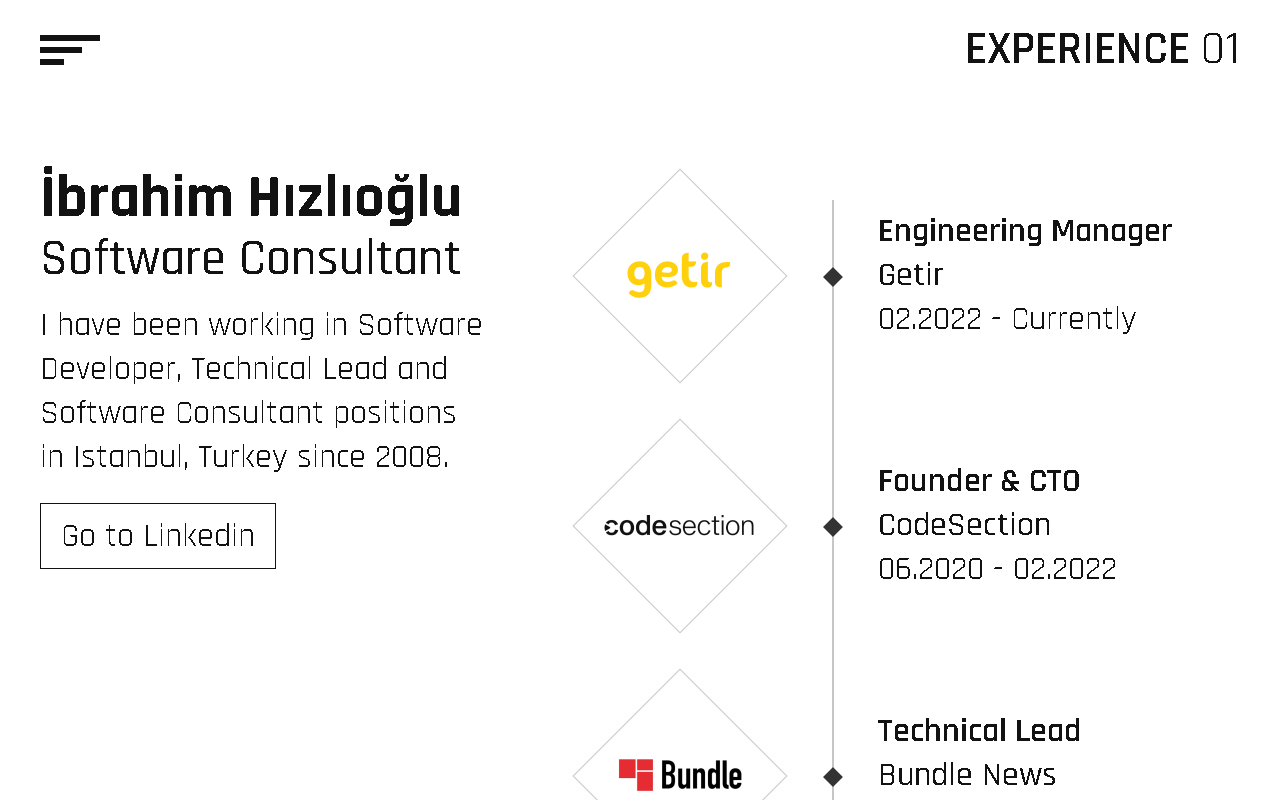 EXPERIENCE 01
İbrahim Hızlıoğlu
Software Consultant
I have been working in Software
Developer, Technical Lead and
Software Consultant positions
in Istanbul, Turkey since 2008.
Go to Linkedin
getir
Engineering Manager
Getir
02.2022 - Currently
codesection
Founder & CTO
CodeSection
06.2020 - 02.2022
Bundle
Technical Lead
Bundle News